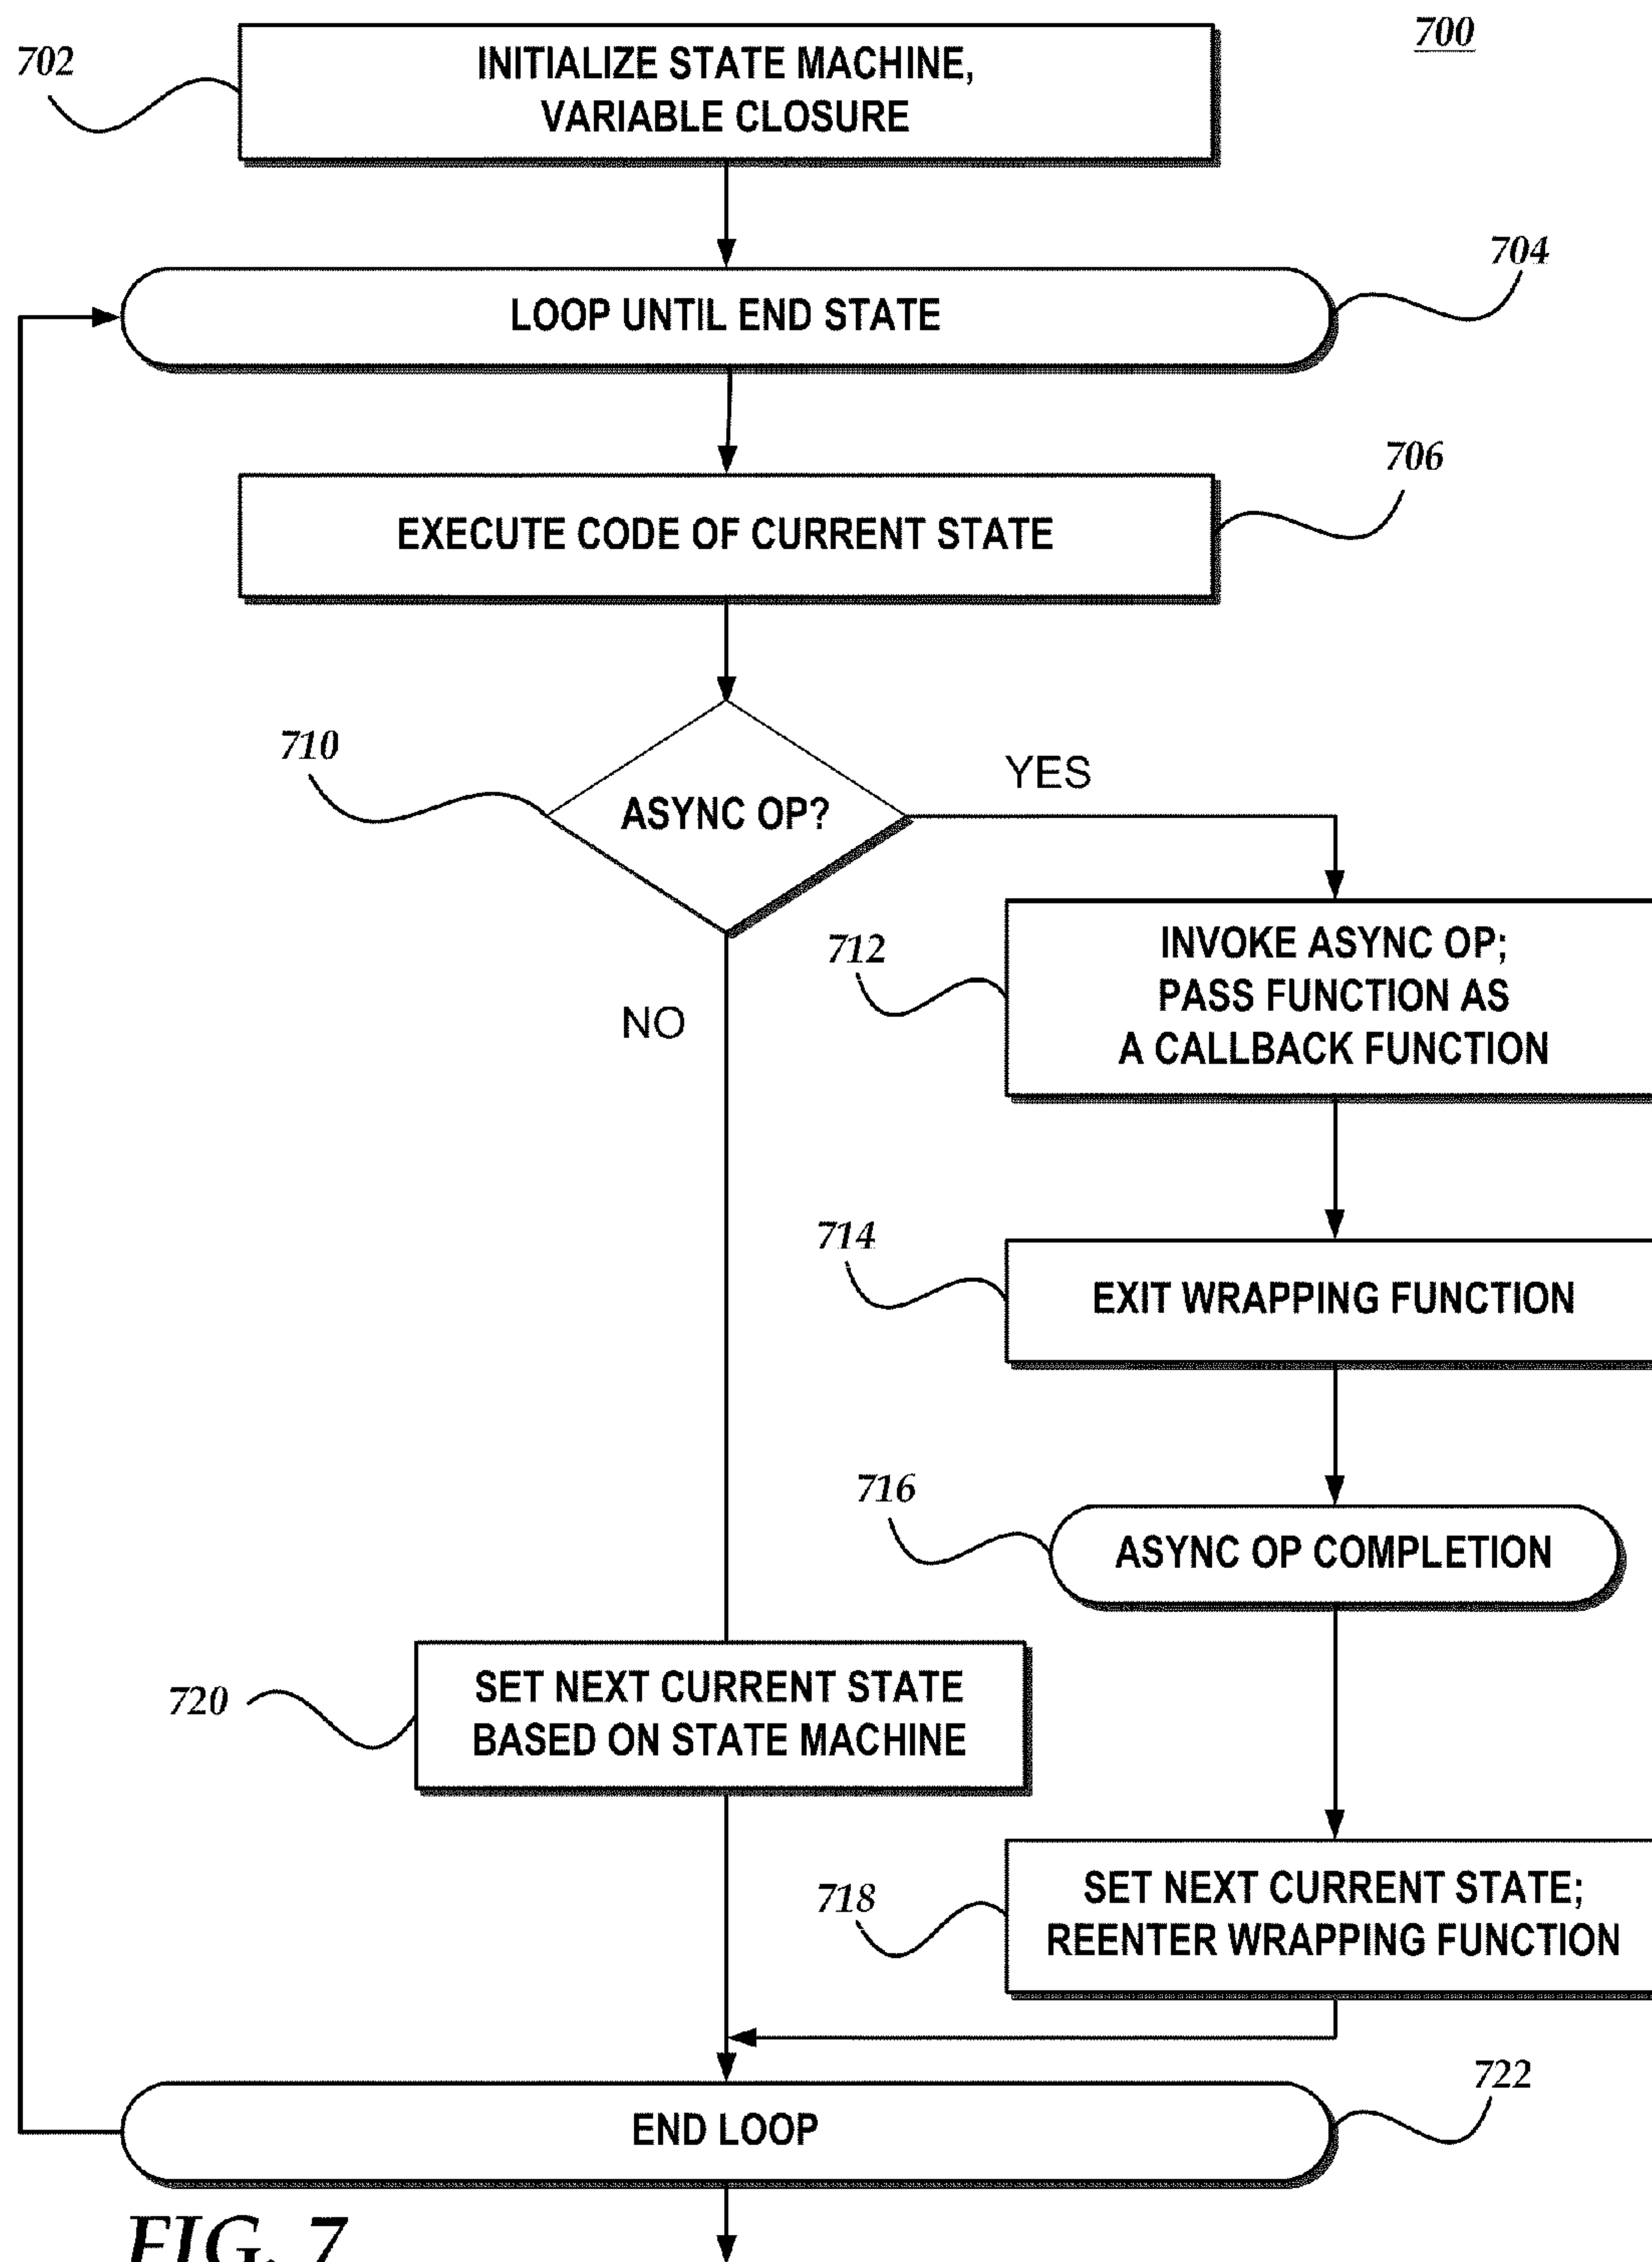 700
702
INITIALIZE STATE MACHINE,
VARIABLE CLOSURE
704
LOOP UNTIL END STATE
706
EXECUTE CODE OF CURRENT STATE
710
ASYNC OP?
YES
NO
712
INVOKE ASYNC OP;
PASS FUNCTION AS
A CALLBACK FUNCTION
714
EXIT WRAPPING FUNCTION
716
ASYNC OP COMPLETION
720
SET NEXT CURRENT STATE
BASED ON STATE MACHINE
718
SET NEXT CURRENT STATE;
REENTER WRAPPING FUNCTION
722
END LOOP
FIG. 7